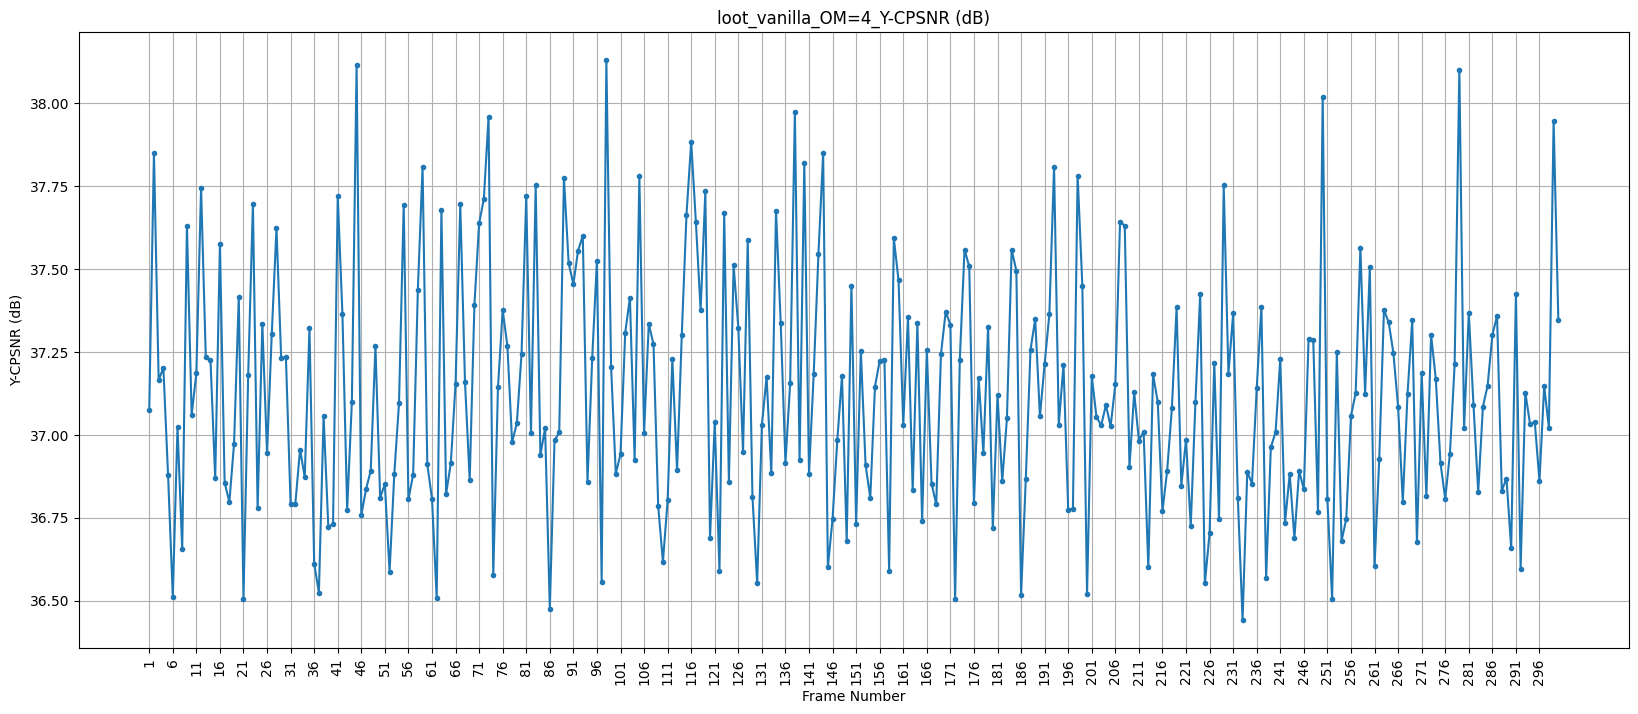 loot_vanilla_OM=4_Y-CPSNR (dB)
Y-CPSNR (dB)
38.00
37.75
37.50
37.25
37.00
36.75
36.50
1 6 11 16 21 26 31 36 41 46 51 56 61 66 71 76 81 86 91 96 101 106 111 116 121 126 131 136 141 146 151 156 161 166 171 176 181 186 191 196 201 206 211 216 221 226 231 236 241 246 251 256 261 266 271 276 281 286 291 296
Frame Number